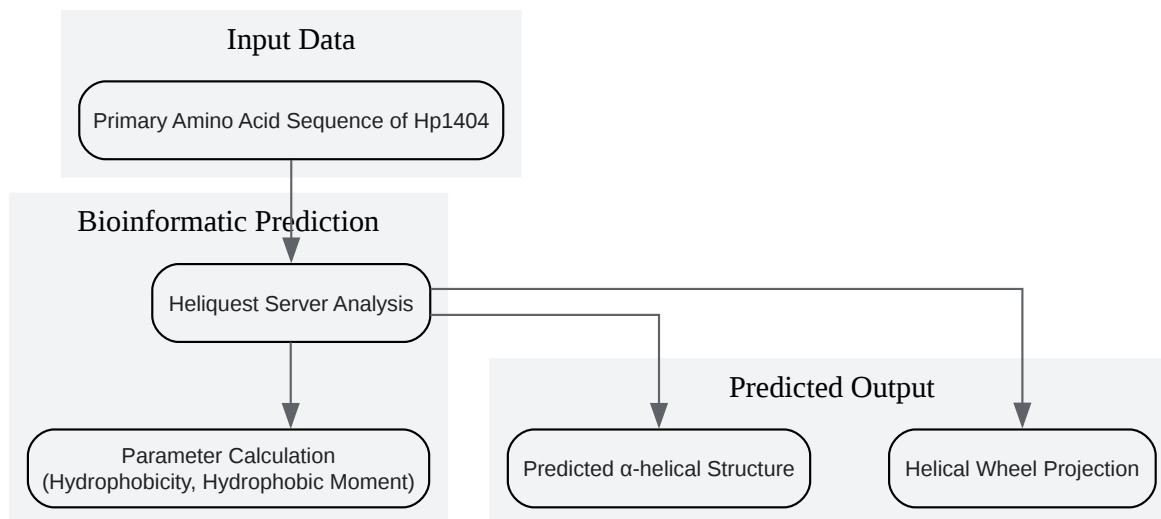 Input Data
Primary Amino Acid Sequence of Hp1404
Bioinformatic Prediction
Heliquest Server Analysis
Predicted Output
Parameter Calculation
(Hydrophobicity, Hydrophobic Moment)
Predicted α-helical Structure
Helical Wheel Projection